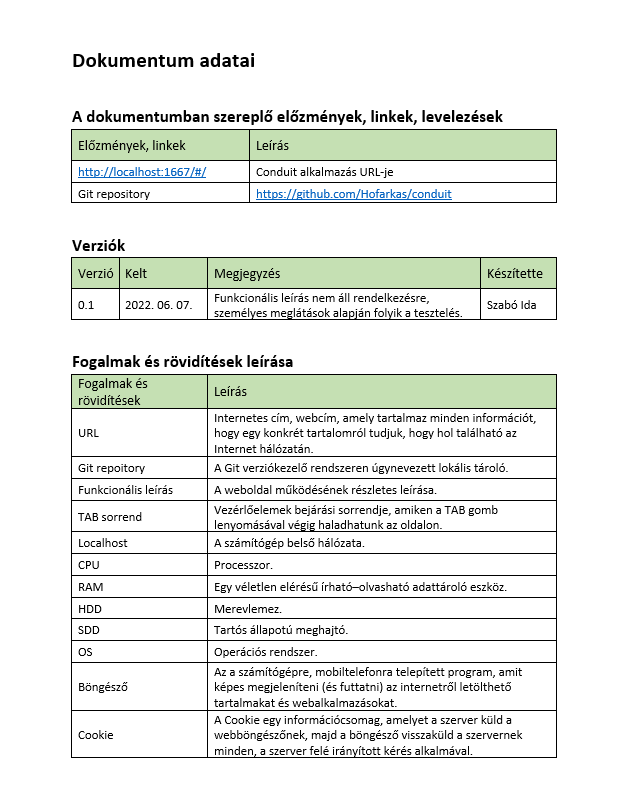 Dokumentum adatai
A dokumentumban szereplő előzmények, linkek, levelezések
Előzmények, linkek Leírás
http://localhost:1667/#/ Conduit alkalmazás URL-je
Git repository https://github.com/Hofarkas/conduit
Verziók
Verzió Kelt Megjegyzés Készítette
0.1 2022. 06. 07. Funkcionális leírás nem áll rendelkezésre,
személyes meglátások alapján folyik a tesztelés. Szabó Ida
Fogalmak és rövidítések leírása
Fogalmak és
rövidítések Leírás
URL Internetes cím, webcím, amely tartalmaz minden információt,
hogy egy konkrét tartalomról tudjuk, hogy hol található az
Internet hálózatán.
Git repoitory A Git verziókezelő rendszeren úgynevezett lokális tároló.
Funkcionális leírás A weboldal működésének részletes leírása.
TAB sorrend Vezérlőelemek bejárási sorrendje, amiken a TAB gomb
lenyomásával végig haladhatunk az oldalon.
Localhost A számítógép belső hálózata.
CPU Processzor.
RAM Egy véletlen elérésű írható–olvasható adattároló eszköz.
HDD Merevlemez.
SDD Tartós állapotú meghajtó.
OS Operációs rendszer.
Böngésző Az a számítógépre, mobiltelefonra telepített program, amit
képes megjeleníteni (és futtatni) az internetről letölthető
tartalmakat és webalkalmazásokat.
Cookie A Cookie egy információcsomag, amelyet a szerver küld a
webböngészőnek, majd a böngésző visszaküld a szervernek
minden, a szerver felé irányított kérés alkalmával.